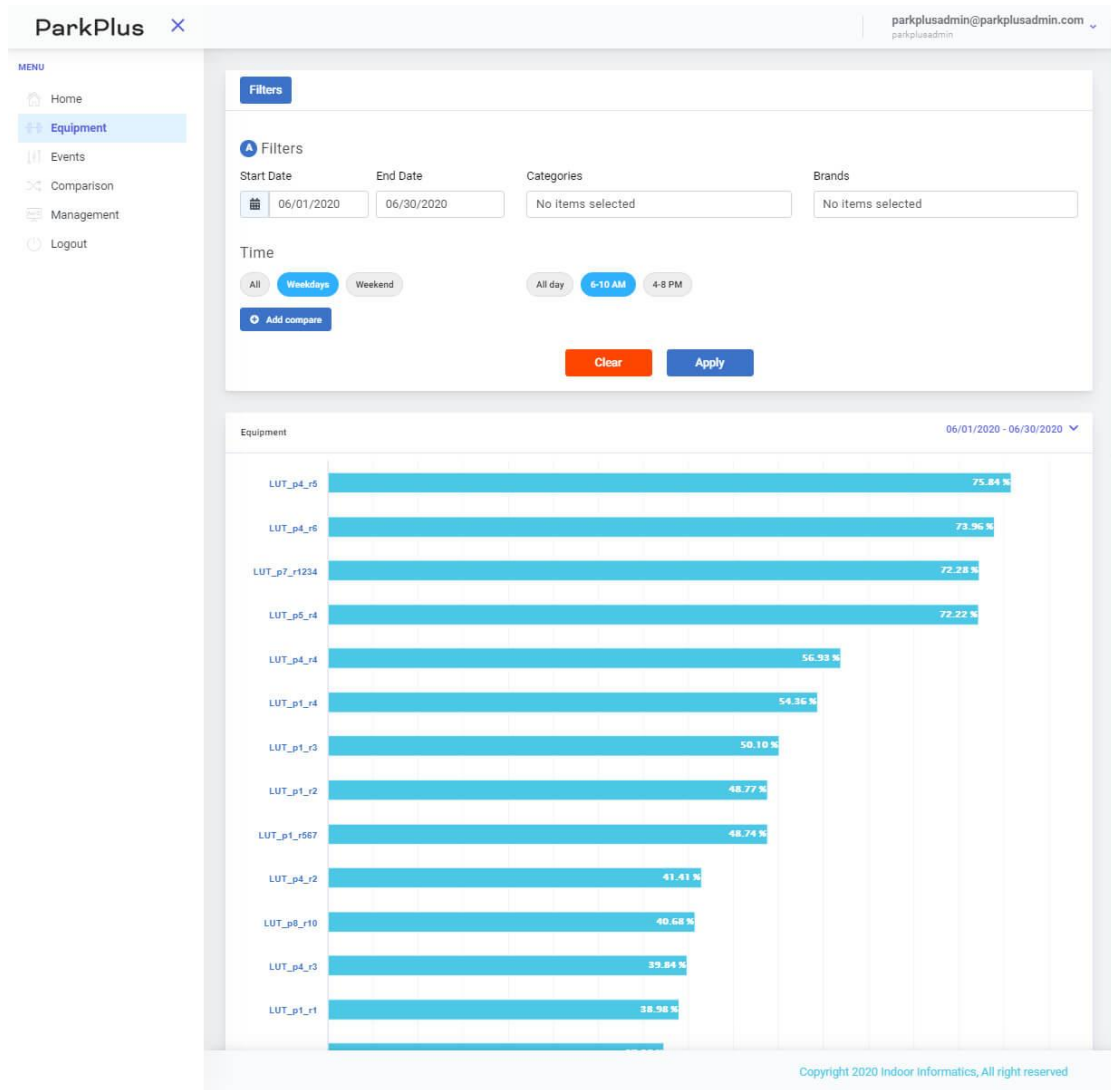 ParkPlus ×
parkplusadmin@parkplusadmin.com
parkplusadmin
MENU
Home
Equipment
Events
Comparison
Management
Logout
Filters
A Filters
Start Date End Date Categories Brands
06/01/2020 06/30/2020 No items selected No items selected
Time
All Weekdays Weekend All day 6-10 AM 4-8 PM
Add compare
Clear Apply
Equipment 06/01/2020 - 06/30/2020
LUT_p4_r5 75.84 %
LUT_p4_r6 73.96 %
LUT_p7_r1234 72.28 %
LUT_p5_r4 72.22 %
LUT_p4_r4 56.93 %
LUT_p1_r4 54.36 %
LUT_p1_r3 50.10 %
LUT_p1_r2 48.77 %
LUT_p1_r567 48.74 %
LUT_p4_r2 41.41 %
LUT_p8_r10 40.68 %
LUT_p4_r3 39.84 %
LUT_p1_r1 38.98 %
Copyright 2020 Indoor Informatics, All right reserved